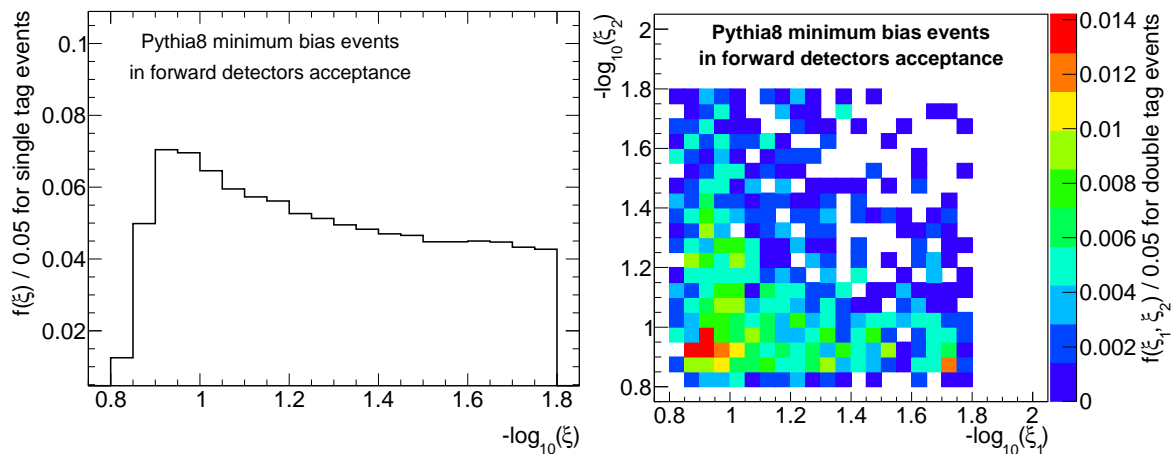 Pythia8 minimum bias events
in forward detectors acceptance
f(ξ) / 0.05 for single tag events
0.1
0.08
0.06
0.04
0.02
0.8 1 1.2 1.4 1.6 1.8
-log₁₀(ξ)
Pythia8 minimum bias events
in forward detectors acceptance
-log₁₀(ξ₂)
2
1.8
1.6
1.4
1.2
1
0.8
0.8 1 1.2 1.4 1.6 1.8 2
-log₁₀(ξ₁)
0.014
0.012
0.01
0.008
0.006
0.004
0.002
0
f(ξ₁, ξ₂) / 0.05 for double tag events